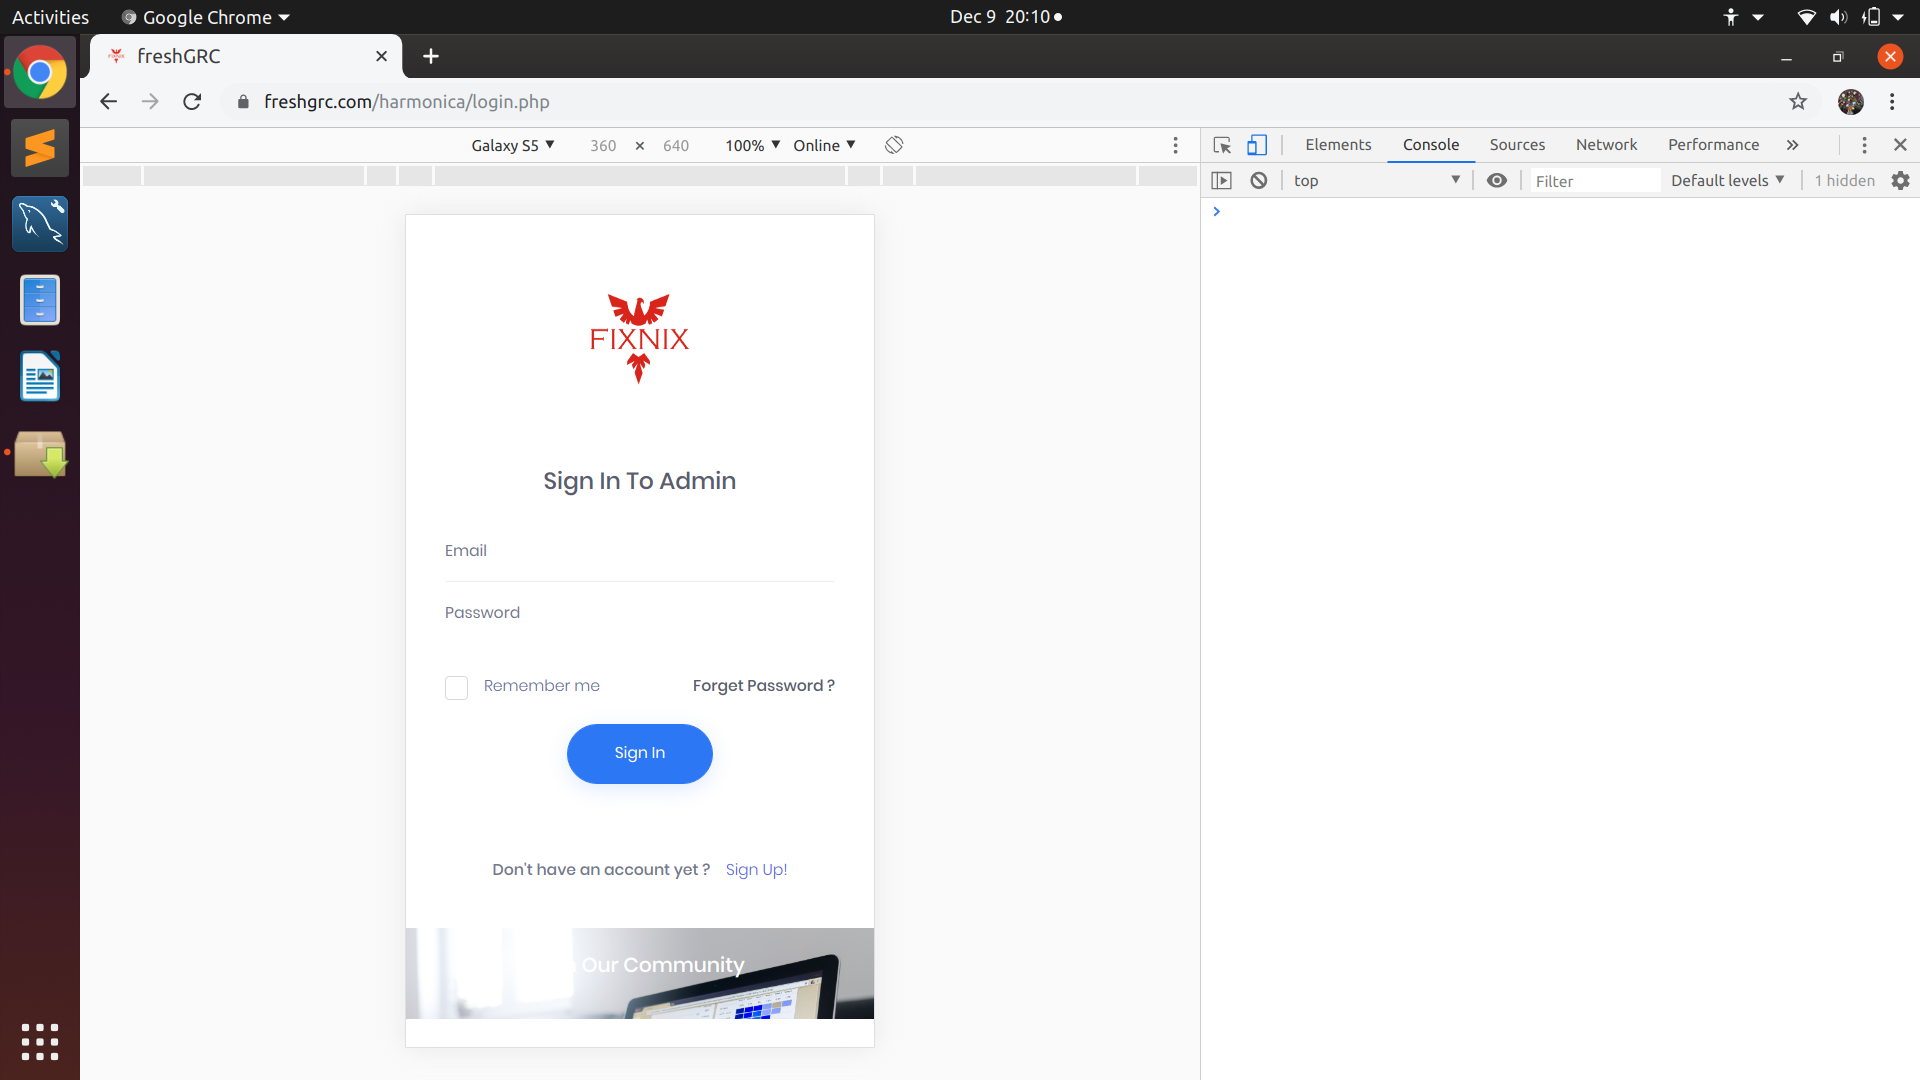 Activities Google Chrome Dec 9 20:10
freshGRC
freshgrc.com/harmonica/login.php
Galaxy S5 360 × 640 100% Online
Elements Console Sources Network Performance
top Filter Default levels 1 hidden
FIXNIX
Sign In To Admin
Email
Password
Remember me Forget Password ?
Sign In
Don't have an account yet ? Sign Up!
Our Community